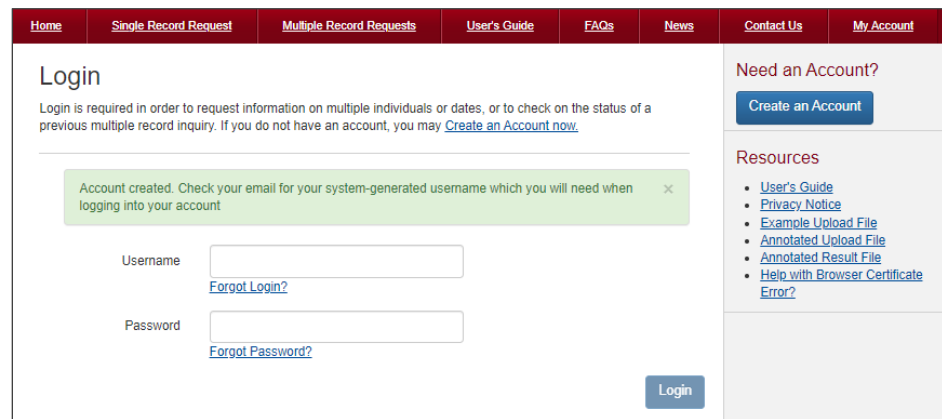 Home Single Record Request Multiple Record Requests User's Guide FAQs News Contact Us My Account
Login
Login is required in order to request information on multiple individuals or dates, or to check on the status of a
previous multiple record inquiry. If you do not have an account, you may Create an Account now.
Account created. Check your email for your system-generated username which you will need when
logging into your account
×
Username
Forgot Login?
Password
Forgot Password?
Login
Need an Account?
Create an Account
Resources
User's Guide
Privacy Notice
Example Upload File
Annotated Upload File
Annotated Result File
Help with Browser Certificate
Error?